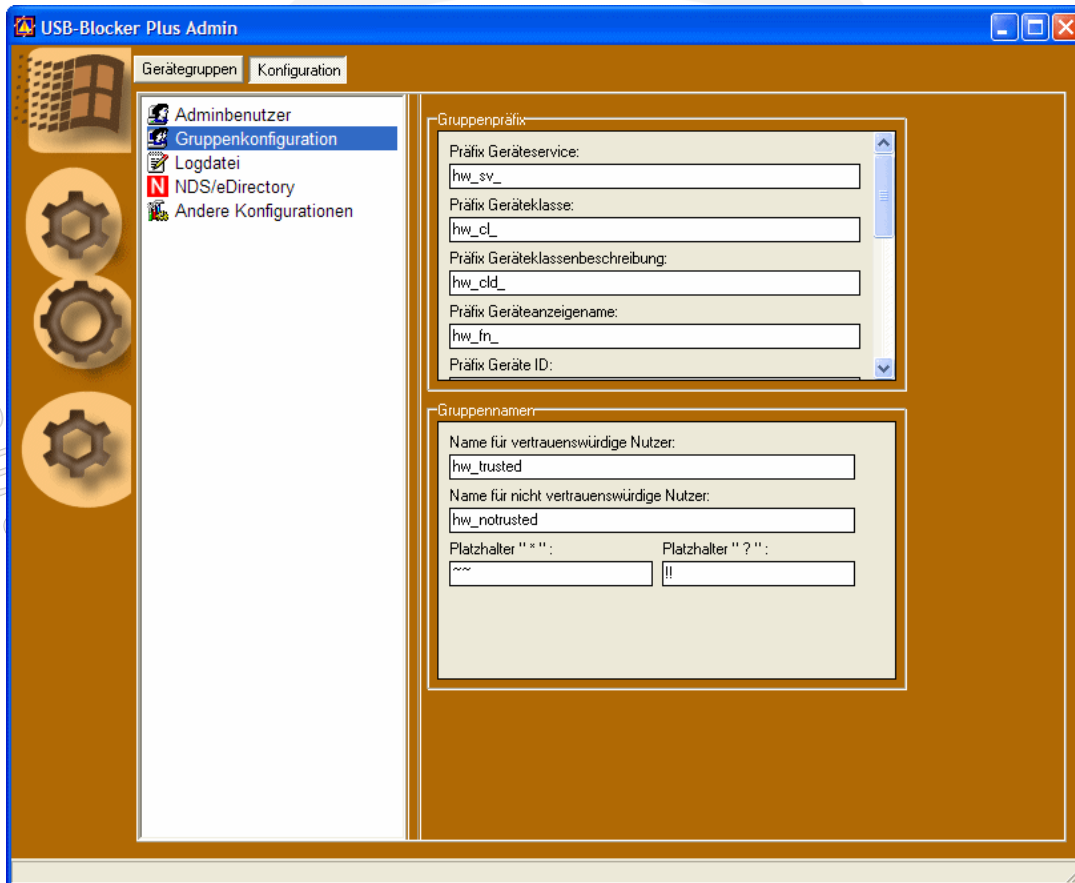 USB-Blocker Plus Admin
Gerätegruppen Konfiguration
Adminbenutzer
Gruppenkonfiguration
Logdatei
N NDS/eDirectory
Andere Konfigurationen
Gruppenpräfix
Präfix Geräteservice:
hw_sv_
Präfix Geräteklasse:
hw_cl_
Präfix Geräteklassenbeschreibung:
hw_cld_
Präfix Geräteanzeigename:
hw_fn_
Präfix Geräte ID:
Gruppennamen
Name für vertrauenswürdige Nutzer:
hw_trusted
Name für nicht vertrauenswürdige Nutzer:
hw_notrusted
Platzhalter " * " : Platzhalter " ? " :
~~ !!